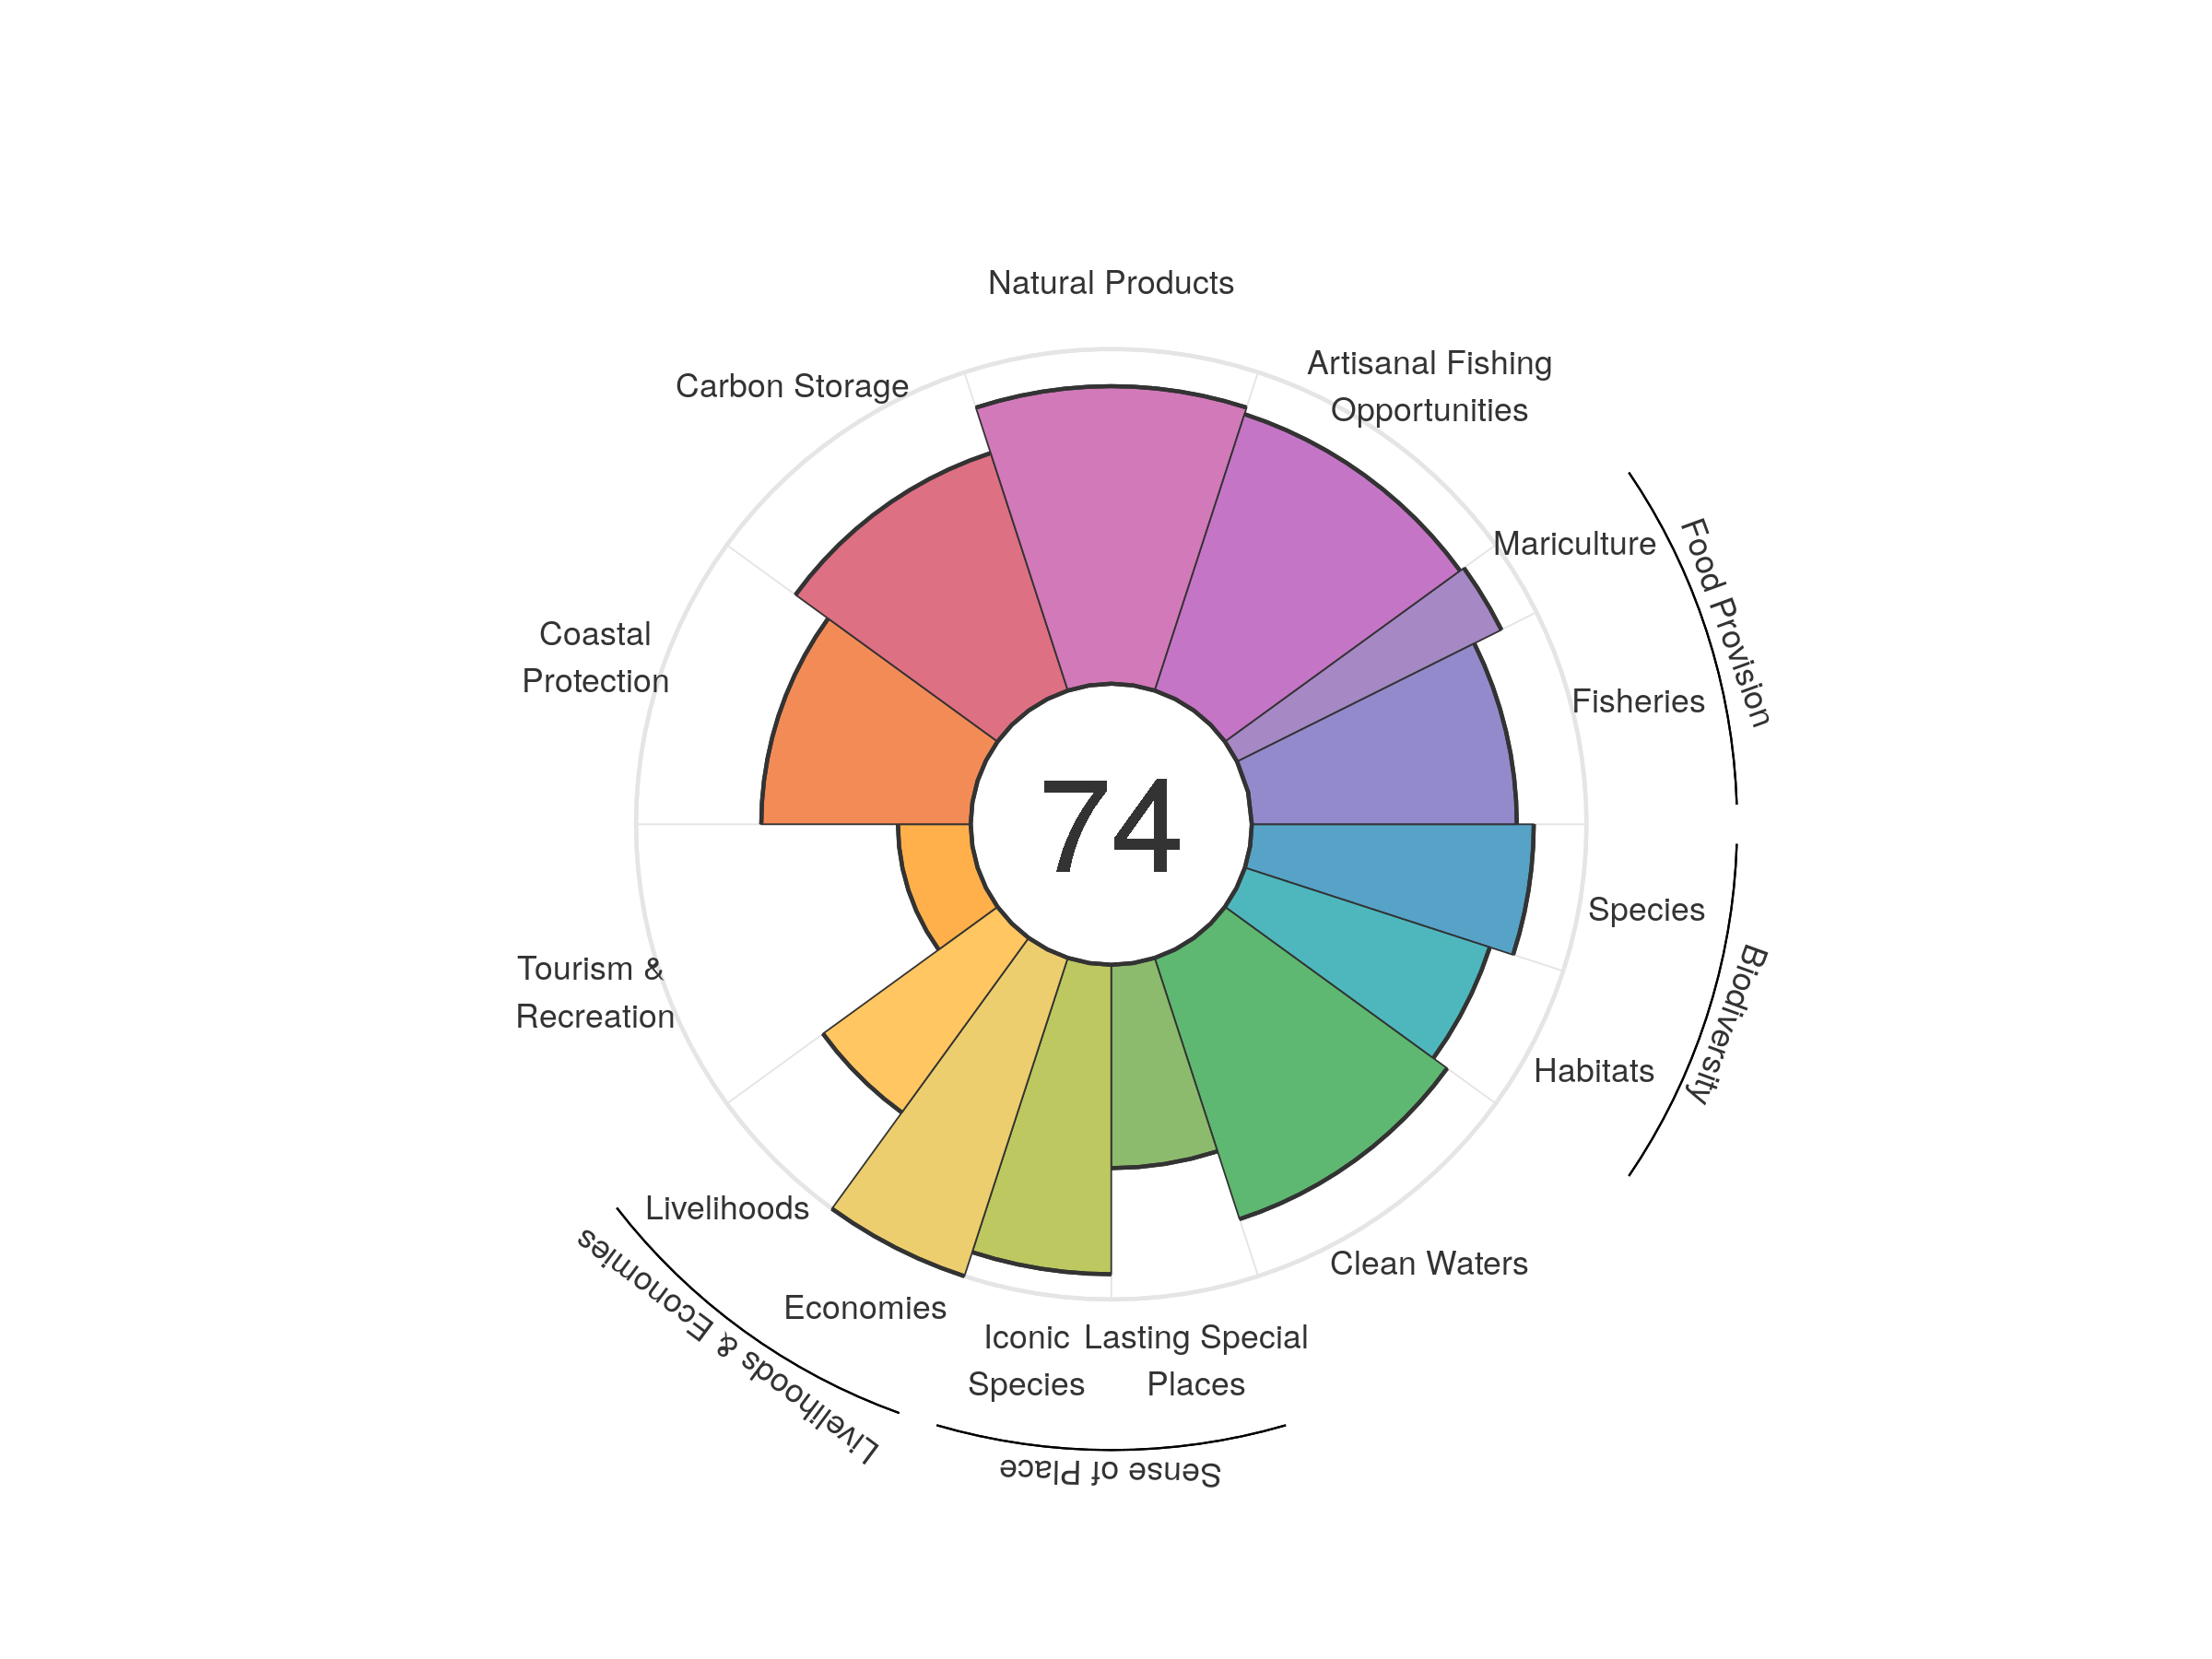 Natural Products
Artisanal Fishing
Opportunities
Carbon Storage
Mariculture
Food Provision
Coastal
Protection
Fisheries
74
Species
Biodiversity
Tourism &
Recreation
Habitats
Livelihoods
Clean Waters
Economies
Livelihoods & Economies
Iconic
Species
Lasting Special
Places
Sense of Place